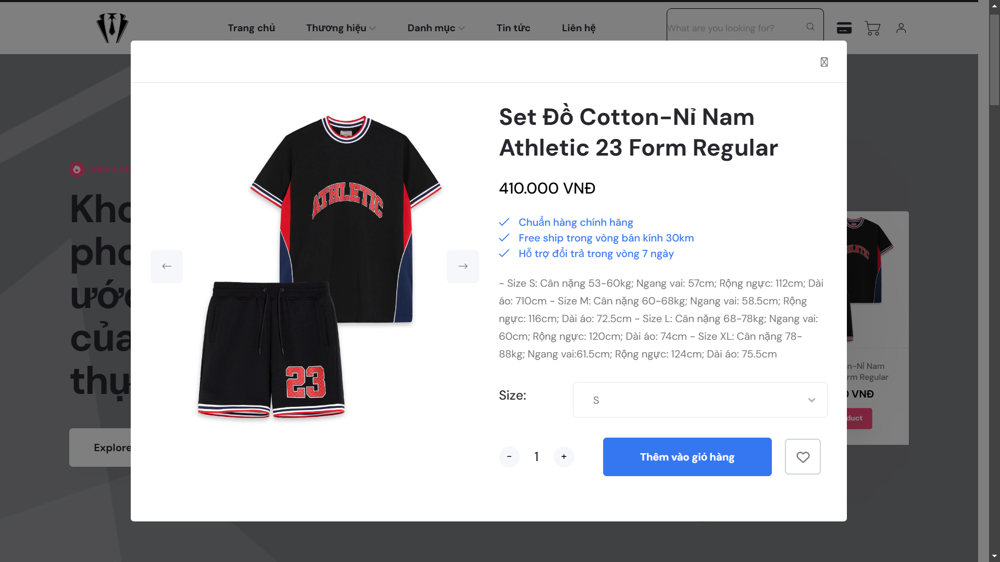 Trang chủ
Thương hiệu
Danh mục
Tin tức
Liên hệ
What are you looking for?
Set Đồ Cotton-Nỉ Nam
Athletic 23 Form Regular
410.000 VNĐ
Chuẩn hàng chính hãng
Free ship trong vòng bán kính 30km
Hỗ trợ đổi trả trong vòng 7 ngày
- Size S: Cân nặng 53-60kg; Ngang vai: 57cm; Rộng ngực: 112cm; Dài
áo: 710cm - Size M: Cân nặng 60-68kg; Ngang vai: 58.5cm; Rộng
ngực: 116cm; Dài áo: 72.5cm - Size L: Cân nặng 68-78kg; Ngang vai:
60cm; Rộng ngực: 120cm; Dài áo: 74cm - Size XL: Cân nặng 78-
88kg; Ngang vai:61.5cm; Rộng ngực: 124cm; Dài áo: 75.5cm
Size:
S
-
1
+
Thêm vào giỏ hàng
ATHLETIC
23
Men's Cl
Kho
pho
ước
của
thụ
Explore
n-Nỉ Nam
rm Regular
VNĐ
duct